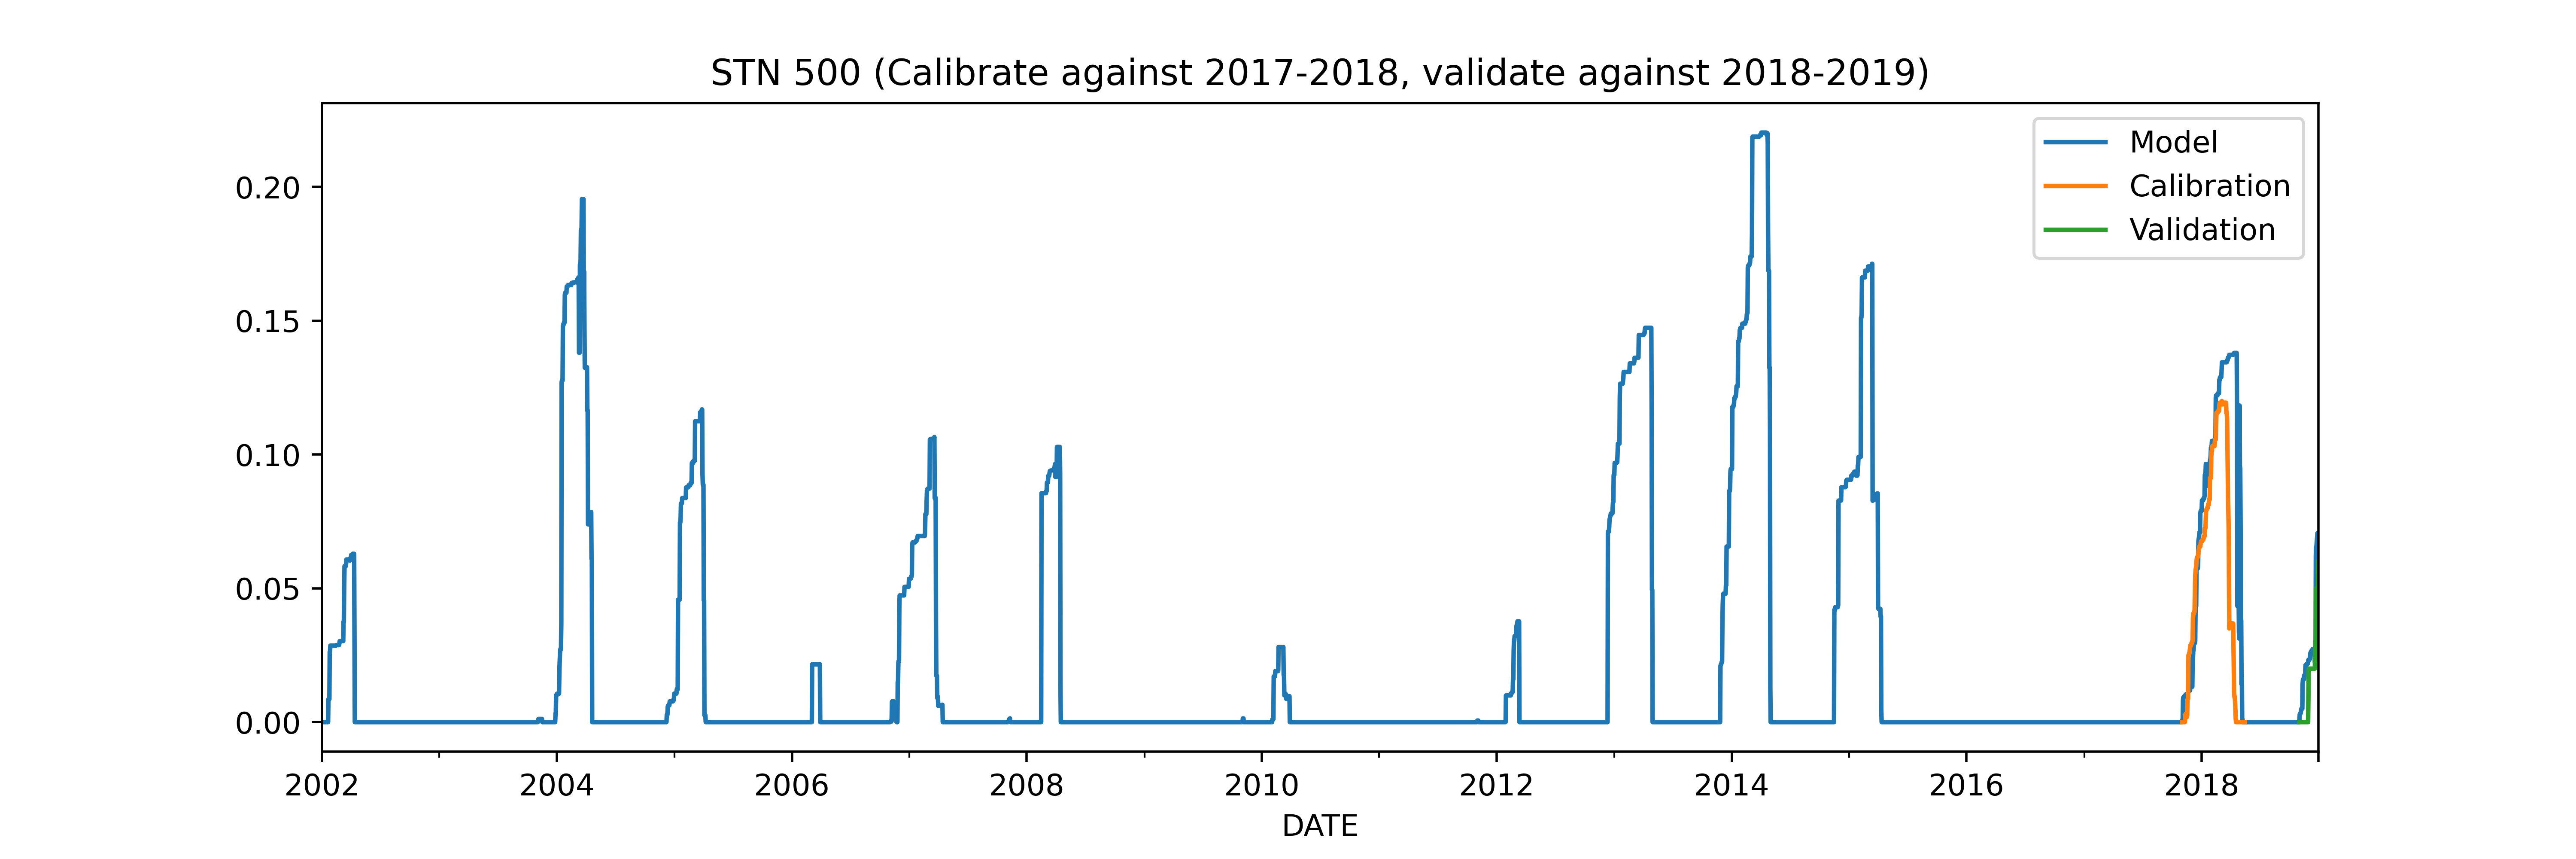 STN 500 (Calibrate against 2017-2018, validate against 2018-2019)
Model
Calibration
Validation
0.20
0.15
0.10
0.05
0.00
2002 2004 2006 2008 2010 2012 2014 2016 2018
DATE